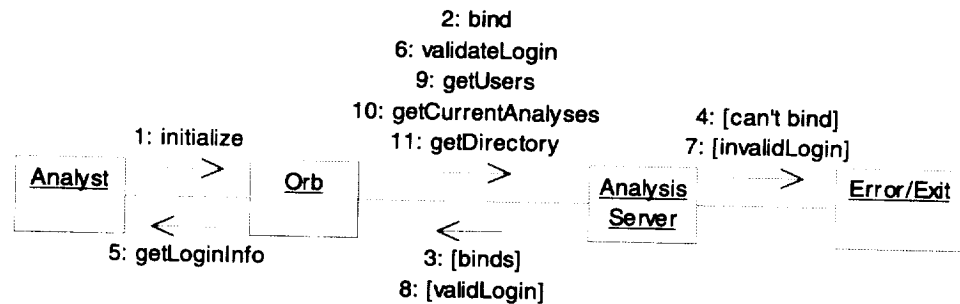 2: bind
6: validateLogin
9: getUsers
10: getCurrentAnalyses
11: getDirectory
1: initialize
4: [can't bind]
7: [invalidLogin]
Analyst
Orb
Analysis
Server
Error/Exit
5: getLoginInfo
3: [binds]
8: [validLogin]